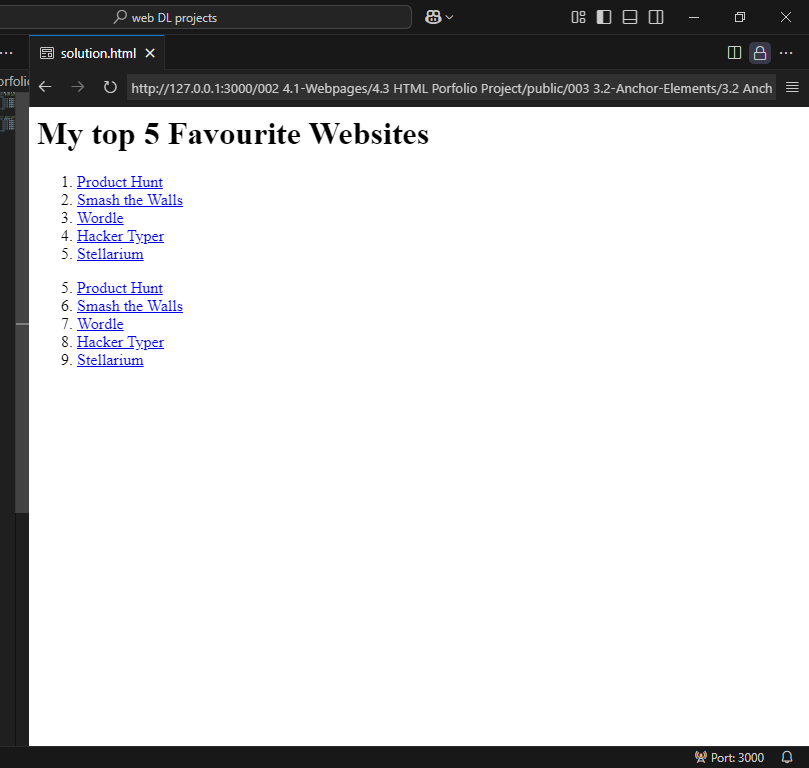 web DL projects
solution.html
orfolio
http://127.0.0.1:3000/002 4.1-Webpages/4.3 HTML Porfolio Project/public/003 3.2-Anchor-Elements/3.2 Anch
My top 5 Favourite Websites
1. Product Hunt
2. Smash the Walls
3. Wordle
4. Hacker Typer
5. Stellarium
5. Product Hunt
6. Smash the Walls
7. Wordle
8. Hacker Typer
9. Stellarium
Port: 3000